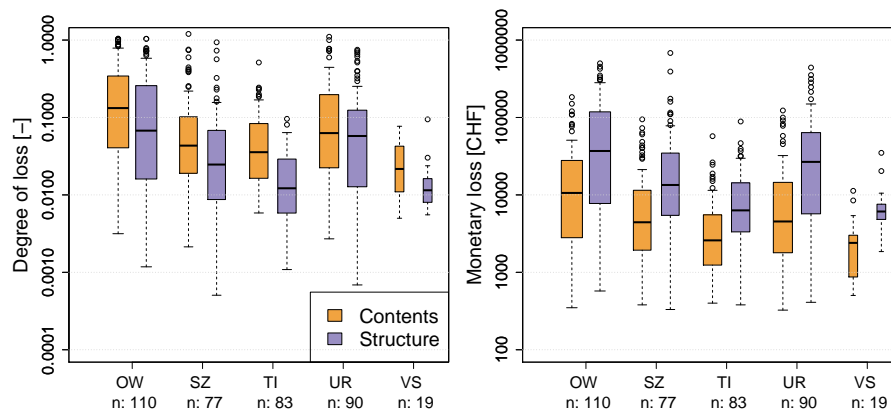 Degree of loss [−]
1.0000
0.1000
0.0100
0.0010
0.0001
Contents
Structure
OW SZ TI UR VS
n: 110 n: 77 n: 83 n: 90 n: 19
Monetary loss [CHF]
1000000
100000
10000
1000
100
OW SZ TI UR VS
n: 110 n: 77 n: 83 n: 90 n: 19